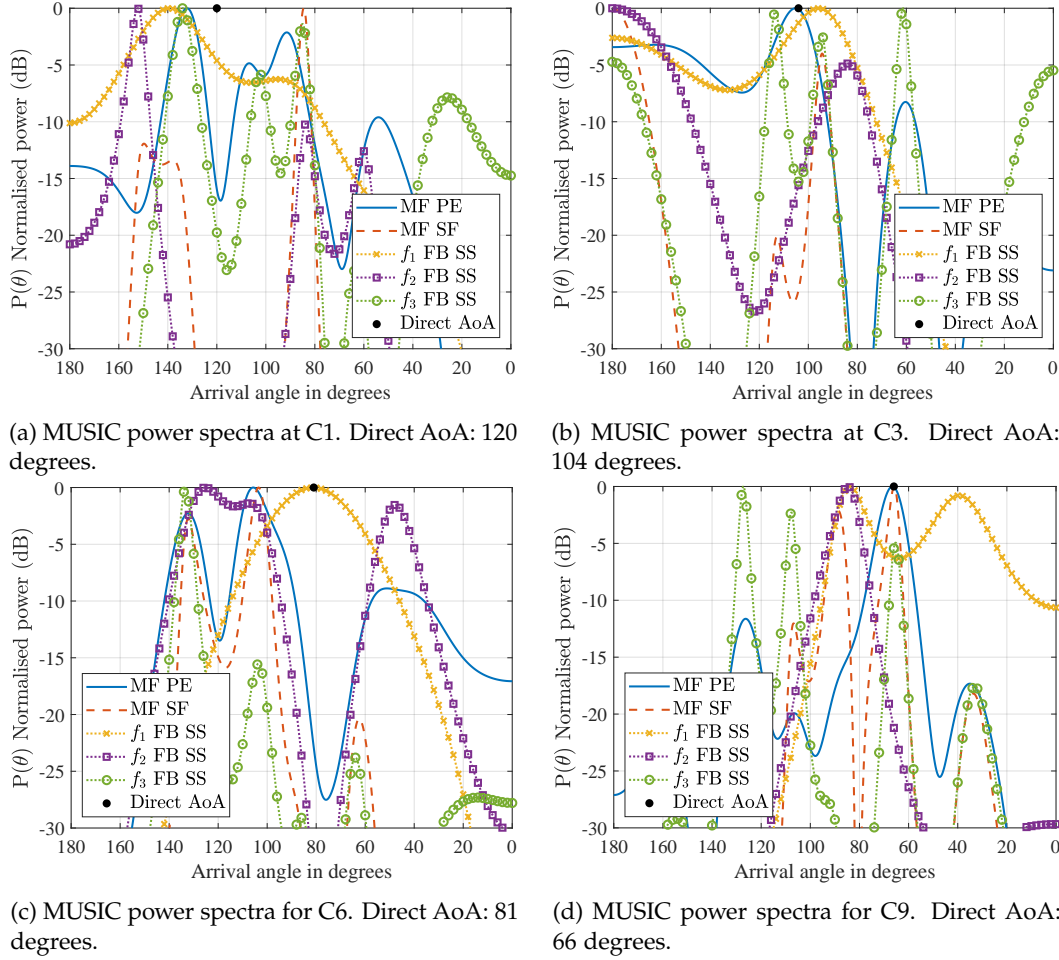 0
-5
-10
-15
-20
-25
-30
P(θ) Normalised power (dB)
MF PE
MF SF
f1 FB SS
f2 FB SS
f3 FB SS
Direct AoA
180 160 140 120 100 80 60 40 20 0
Arrival angle in degrees
(a) MUSIC power spectra at C1. Direct AoA: 120
degrees.
0
-5
-10
-15
-20
-25
-30
P(θ) Normalised power (dB)
MF PE
MF SF
f1 FB SS
f2 FB SS
f3 FB SS
Direct AoA
180 160 140 120 100 80 60 40 20 0
Arrival angle in degrees
(b) MUSIC power spectra at C3. Direct AoA:
104 degrees.
0
-5
-10
-15
-20
-25
-30
P(θ) Normalised power (dB)
MF PE
MF SF
f1 FB SS
f2 FB SS
f3 FB SS
Direct AoA
180 160 140 120 100 80 60 40 20 0
Arrival angle in degrees
(c) MUSIC power spectra for C6. Direct AoA: 81
degrees.
0
-5
-10
-15
-20
-25
-30
P(θ) Normalised power (dB)
MF PE
MF SF
f1 FB SS
f2 FB SS
f3 FB SS
Direct AoA
180 160 140 120 100 80 60 40 20 0
Arrival angle in degrees
(d) MUSIC power spectra for C9. Direct AoA:
66 degrees.